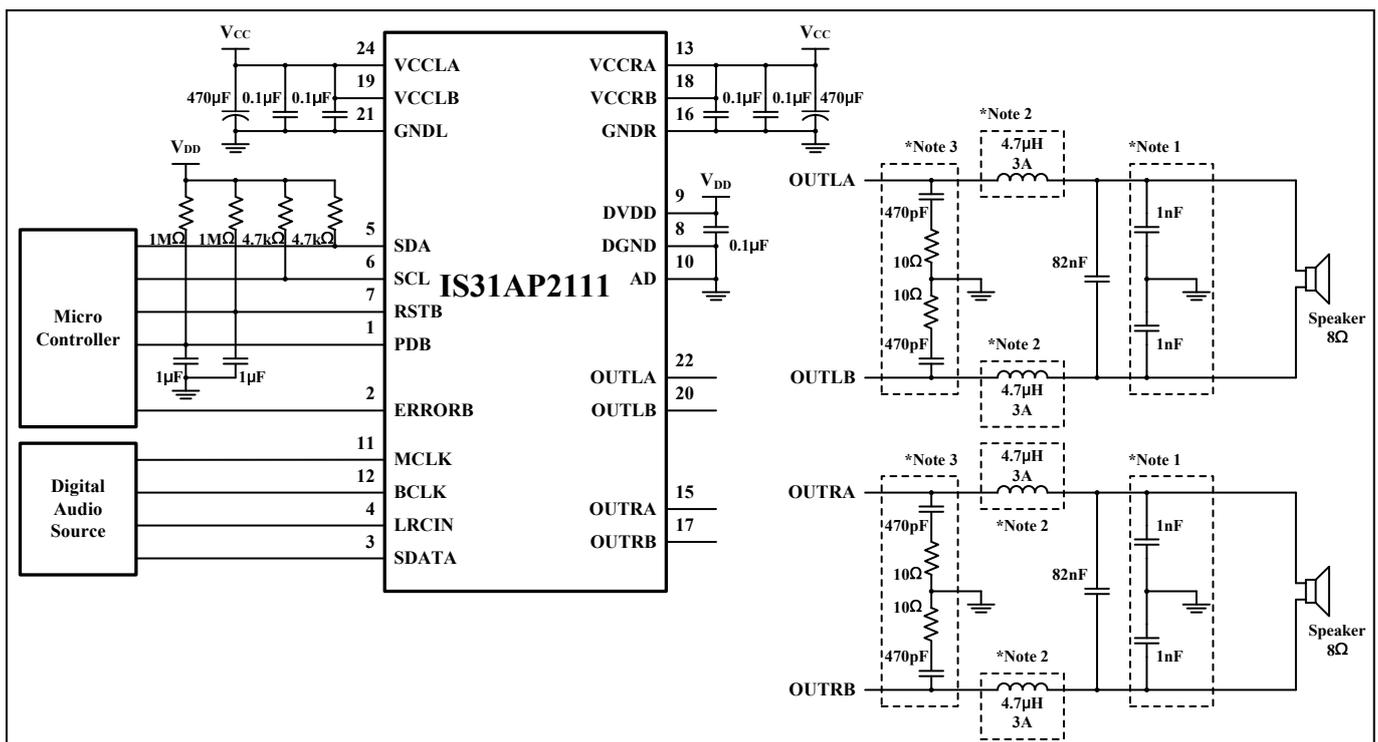 VCC
24
VCCLA
19
VCCLB
470μF
0.1μF
0.1μF
21
GNDL
VDD
1MΩ
1MΩ
4.7kΩ
4.7kΩ
5
SDA
6
SCL
7
RSTB
1
PDB
1μF
1μF
2
ERRORB
Micro
Controller
11
MCLK
12
BCLK
4
LRCIN
3
SDATA
Digital
Audio
Source
IS31AP2111
VCC
13
VCCRA
18
VCCRB
0.1μF
0.1μF
470μF
16
GNDR
VDD
9
DVDD
8
DGND
0.1μF
10
AD
22
OUTLA
20
OUTLB
15
OUTRA
17
OUTRB
*Note 2
4.7μH
3A
*Note 3
*Note 1
OUTLA
470pF
10Ω
10Ω
470pF
82nF
1nF
1nF
Speaker
8Ω
*Note 2
OUTLB
4.7μH
3A
4.7μH
3A
*Note 3
*Note 1
OUTRA
*Note 2
470pF
10Ω
10Ω
470pF
82nF
1nF
1nF
Speaker
8Ω
*Note 2
OUTRB
4.7μH
3A